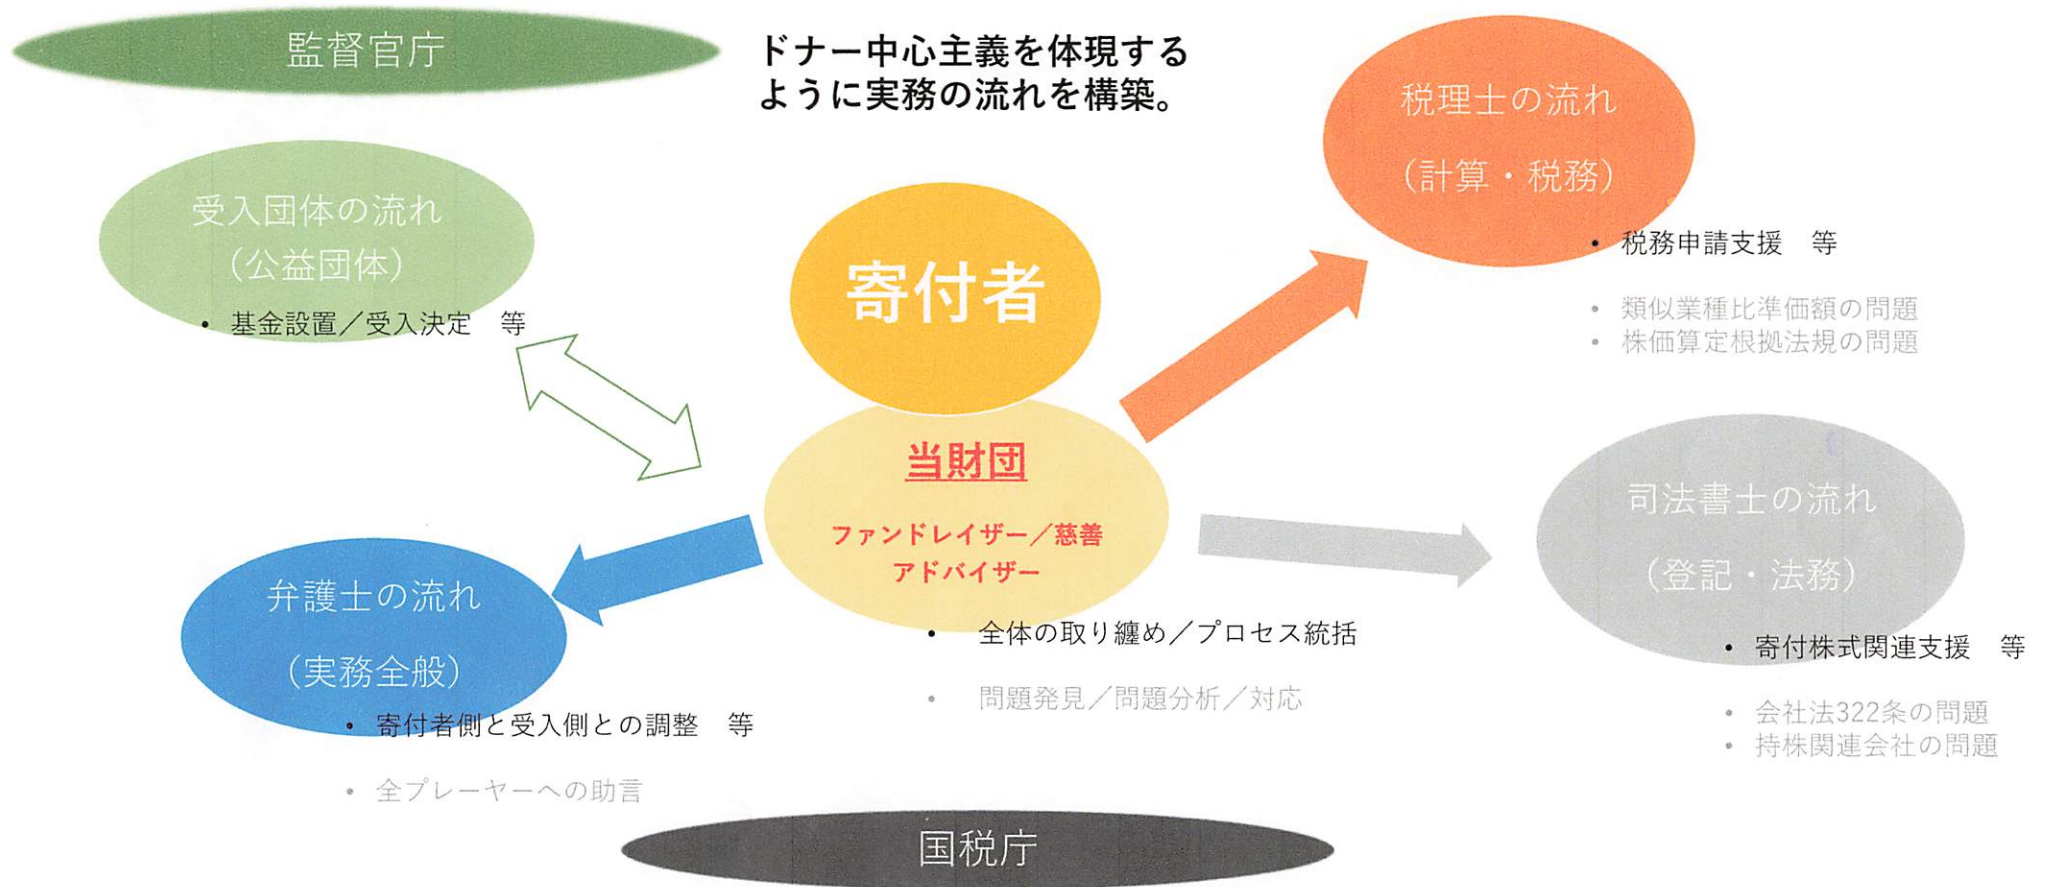 監督官庁
ドナー中心主義を体現する
ように実務の流れを構築。
受入団体の流れ
（公益団体）
• 基金設置／受入決定　等
寄付者
税理士の流れ
（計算・税務）
• 税務申請支援　等
• 類似業種比準価額の問題
• 株価算定根拠法規の問題
当財団
ファンドレイザー／慈善
アドバイザー
• 全体の取り纏め／プロセス統括
• 問題発見／問題分析／対応
弁護士の流れ
（実務全般）
• 寄付者側と受入側との調整　等
• 全プレーヤーへの助言
司法書士の流れ
（登記・法務）
• 寄付株式関連支援　等
• 会社法322条の問題
• 持株関連会社の問題
国税庁